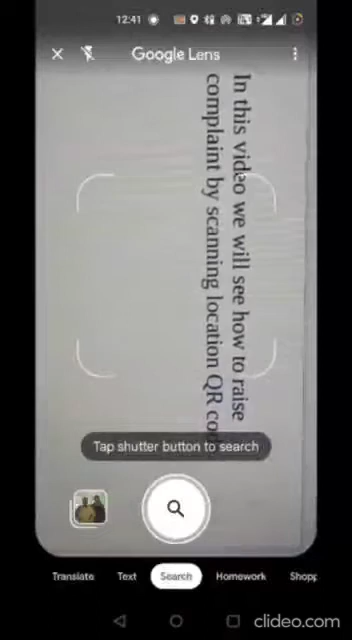 12:41
Google Lens
In this video we will see how to raise
complaint by scanning location QR
Tap shutter button to search
Translate Text Search Homework Shopp
clideo.com